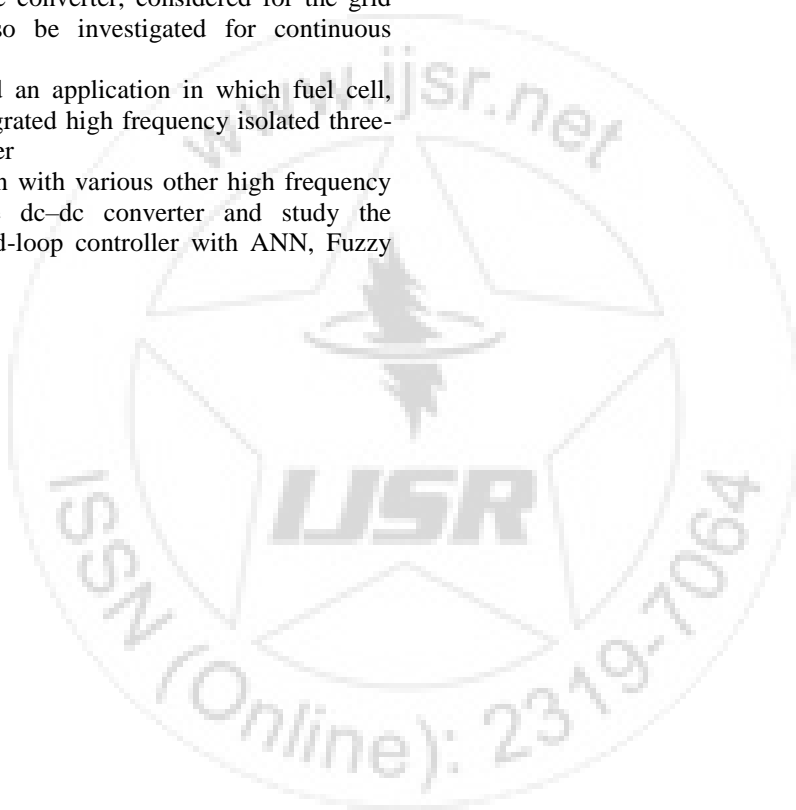 converter, considered for the grid
so be investigated for continuous
an application in which fuel cell,
grated high frequency isolated three-
er
with various other high frequency
dc–dc converter and study the
d-loop controller with ANN, Fuzzy
www.ijsr.net
IJSR
ISSN (Online): 2319-7064